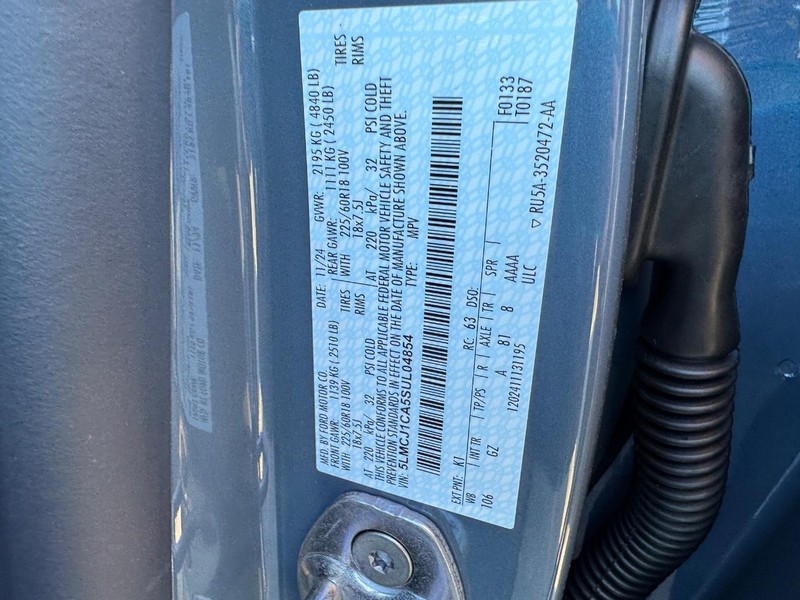 MFD. BY FORD MOTOR CO. DATE: 11/24 GVWR: 2195 KG ( 4840 LB)
FRONT GAWR: 1139 KG ( 2510 LB) REAR GAWR: 1111 KG ( 2450 LB)
WITH 225/60R18 100V TIRES WITH 225/60R18 100V TIRES
18x7.5J RIMS 18x7.5J RIMS
AT 220 kPa/ 32 PSI COLD AT 220 kPa/ 32 PSI COLD
THIS VEHICLE CONFORMS TO ALL APPLICABLE FEDERAL MOTOR VEHICLE SAFETY AND THEFT
PREVENTION STANDARDS IN EFFECT ON THE DATE OF MANUFACTURE SHOWN ABOVE.
VIN: 5LMCJ1CA5SUL04854 TYPE: MPV
EXT PNT: K1 RC: 63 DSO: F0133
WB INT TR TP/PS R AXLE TR SPR T0187
106 GZ A 81 8 AAAA
1202411131195 ULC
RU5A-3520472-AA